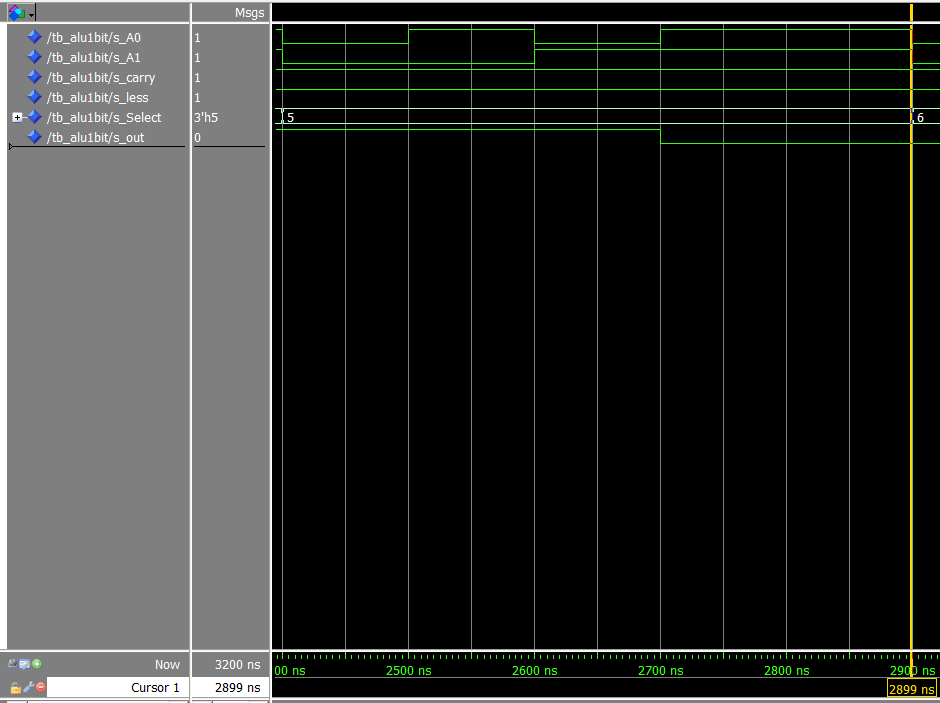 Msgs
/tb_alu1bit/s_A0 1
/tb_alu1bit/s_A1 1
/tb_alu1bit/s_carry 1
/tb_alu1bit/s_less 1
/tb_alu1bit/s_Select 3'h5 5 6
/tb_alu1bit/s_out 0
Now 3200 ns 00 ns 2500 ns 2600 ns 2700 ns 2800 ns 2900 ns
Cursor 1 2899 ns 2899 ns